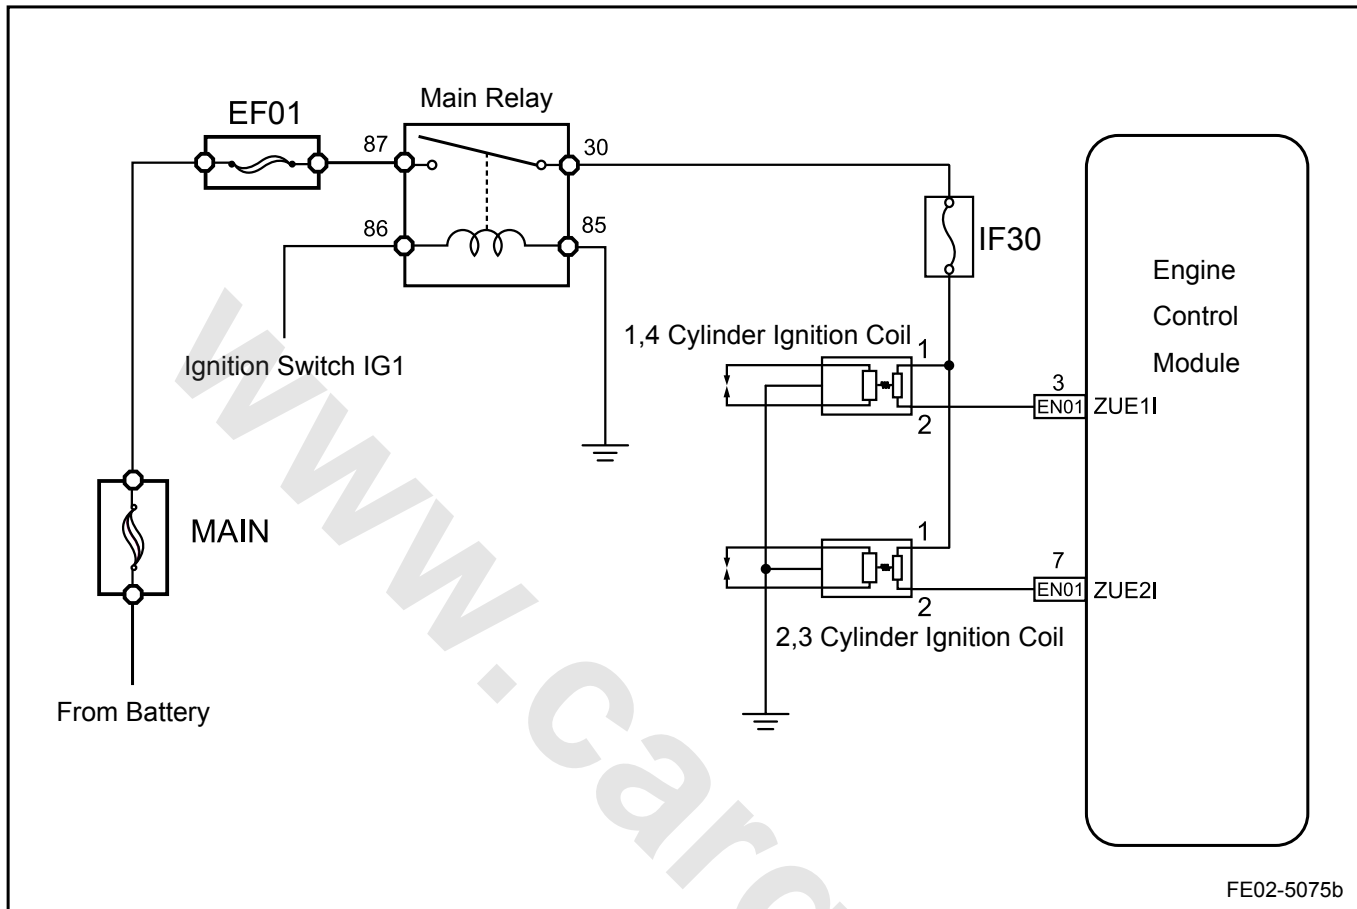 Main Relay
EF01
87
30
86
85
IF30
Engine
Control
Module
Ignition Switch IG1
1,4 Cylinder Ignition Coil
1
2
3
EN01
ZUE1I
MAIN
1
2
7
EN01
ZUE2I
2,3 Cylinder Ignition Coil
From Battery
www.car
FE02-5075b